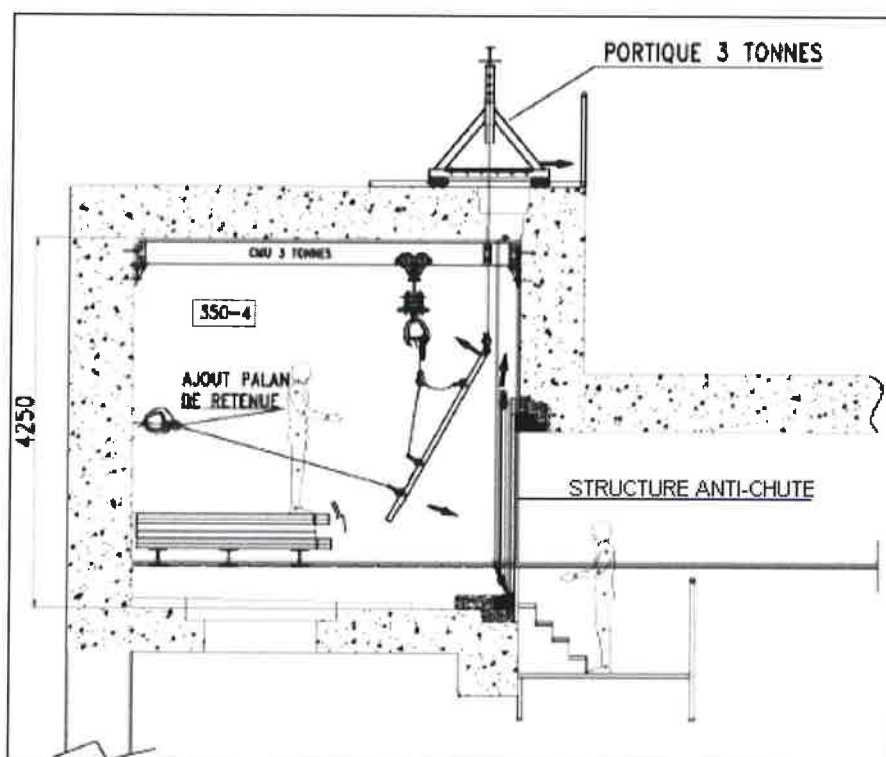 PORTIQUE 3 TONNES
CMU 3 TONNES
350-4
AJOUT PALAN
DE RETENUE
4250
STRUCTURE ANTI-CHUTE